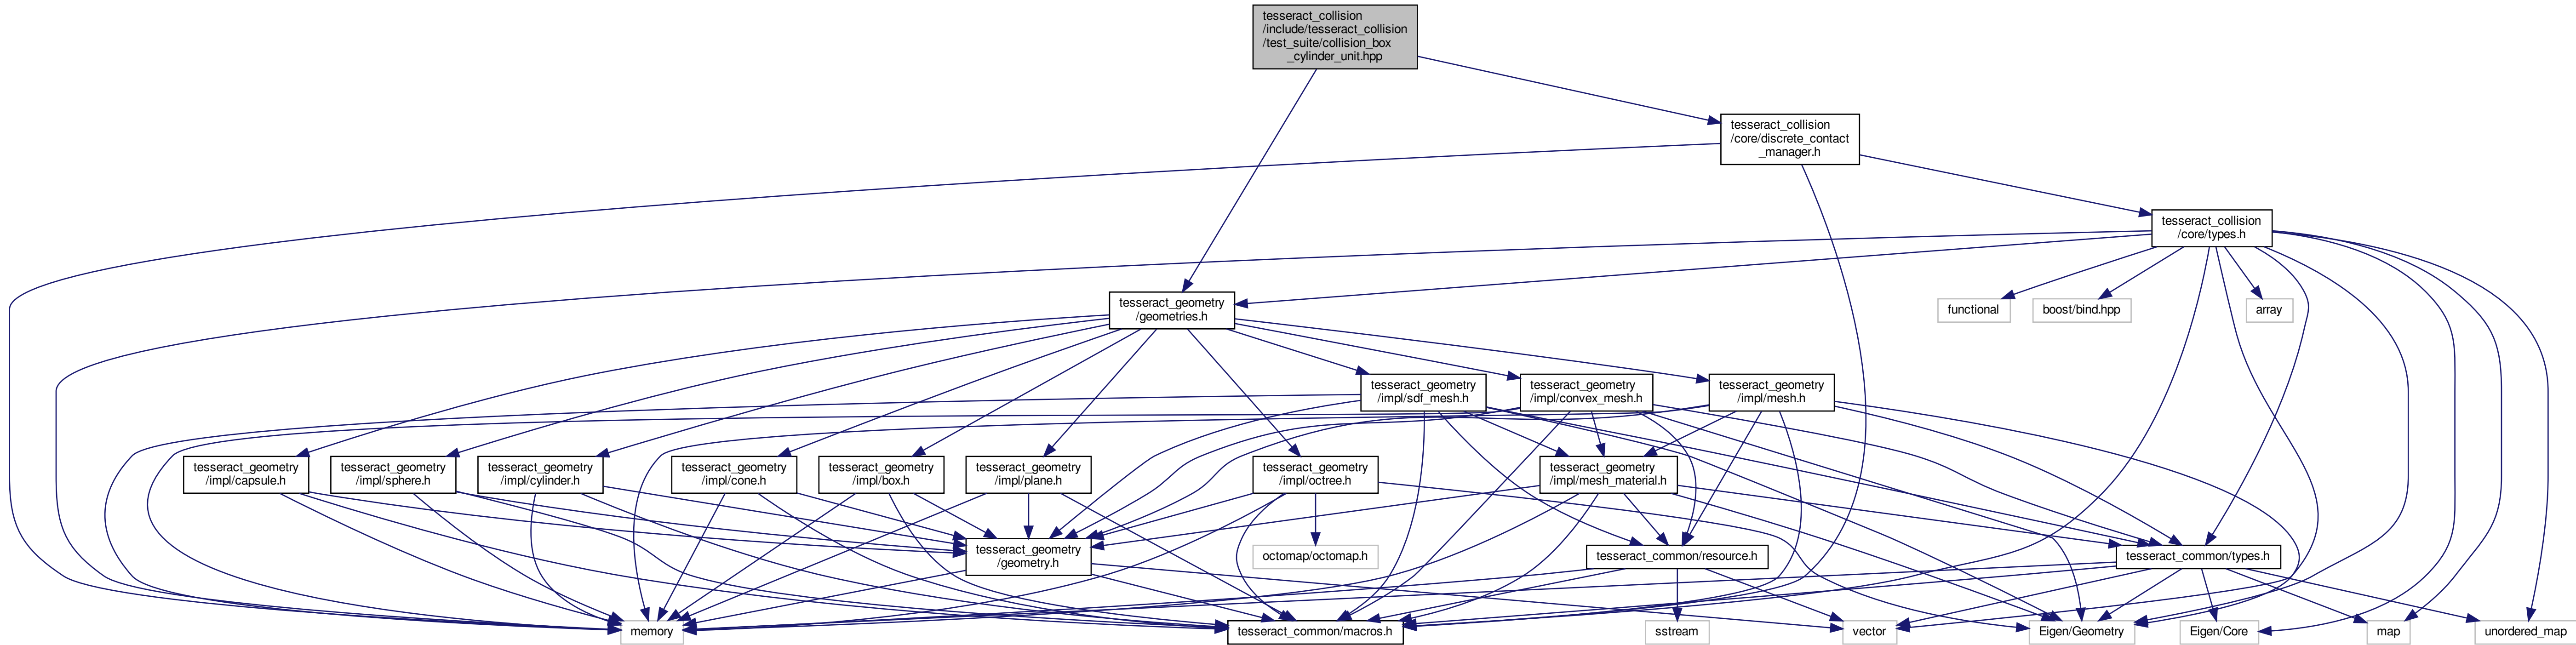 tesseract_collision
/include/tesseract_collision
/test_suite/collision_box
_cylinder_unit.hpp
tesseract_collision
/core/discrete_contact
_manager.h
tesseract_collision
/core/types.h
tesseract_geometry
/geometries.h
functional
boost/bind.hpp
array
tesseract_geometry
/impl/sdf_mesh.h
tesseract_geometry
/impl/convex_mesh.h
tesseract_geometry
/impl/mesh.h
tesseract_geometry
/impl/capsule.h
tesseract_geometry
/impl/sphere.h
tesseract_geometry
/impl/cylinder.h
tesseract_geometry
/impl/cone.h
tesseract_geometry
/impl/box.h
tesseract_geometry
/impl/plane.h
tesseract_geometry
/impl/octree.h
tesseract_geometry
/impl/mesh_material.h
tesseract_geometry
/geometry.h
octomap/octomap.h
tesseract_common/resource.h
tesseract_common/types.h
memory
tesseract_common/macros.h
sstream
vector
Eigen/Geometry
Eigen/Core
map
unordered_map